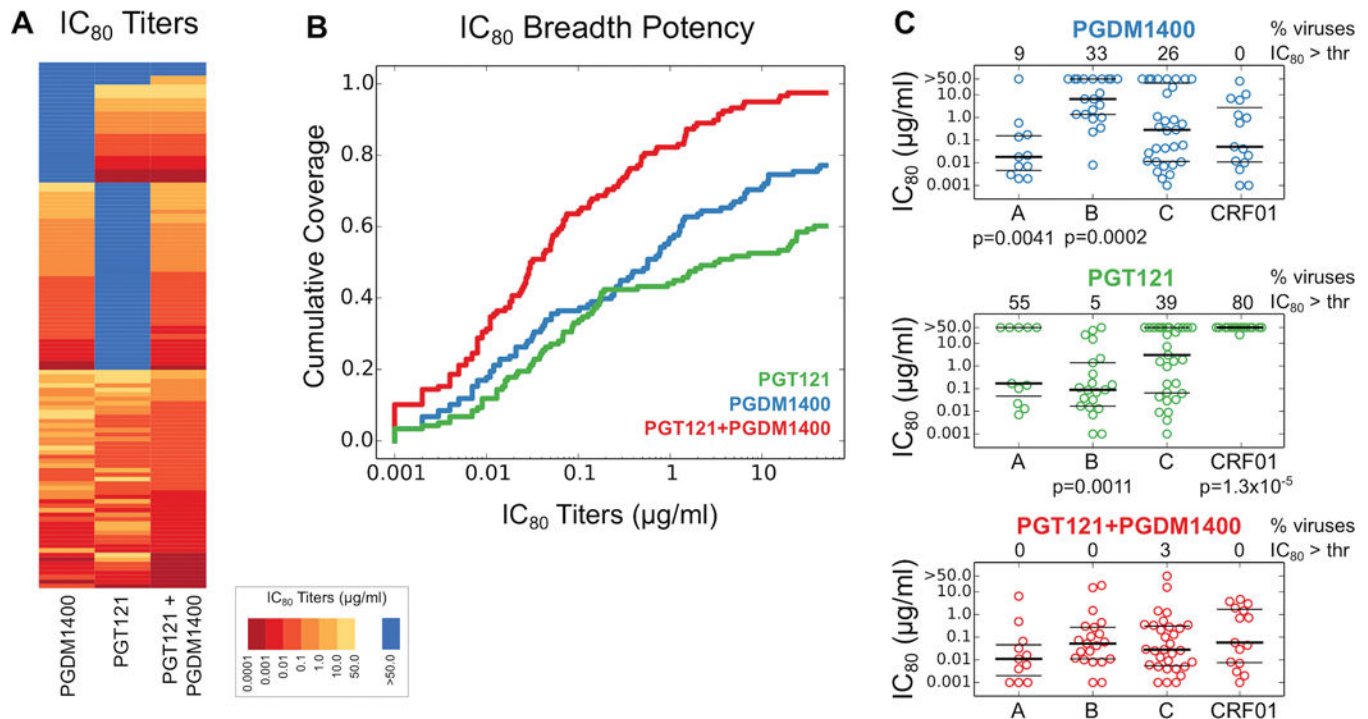 A IC80 Titers
PGDM1400
PGT121
PGT121 +
PGDM1400
IC80 Titers (µg/ml)
0.0001
0.001
0.01
0.1
1.0
10.0
50.0
>50.0
B IC80 Breadth Potency
Cumulative Coverage
1.0
0.8
0.6
0.4
0.2
0.0
PGT121
PGDM1400
PGT121+PGDM1400
0.001 0.01 0.1 1 10
IC80 Titers (µg/ml)
C PGDM1400 % viruses
9 33 26 0 IC80 > thr
IC80 (µg/ml)
>50.0
10.0
1.0
0.1
0.01
0.001
A B C CRF01
p=0.0041 p=0.0002
PGT121 % viruses
55 5 39 80 IC80 > thr
IC80 (µg/ml)
>50.0
10.0
1.0
0.1
0.01
0.001
A B C CRF01
p=0.0011 p=1.3x10-5
PGT121+PGDM1400 % viruses
0 0 3 0 IC80 > thr
IC80 (µg/ml)
>50.0
10.0
1.0
0.1
0.01
0.001
A B C CRF01